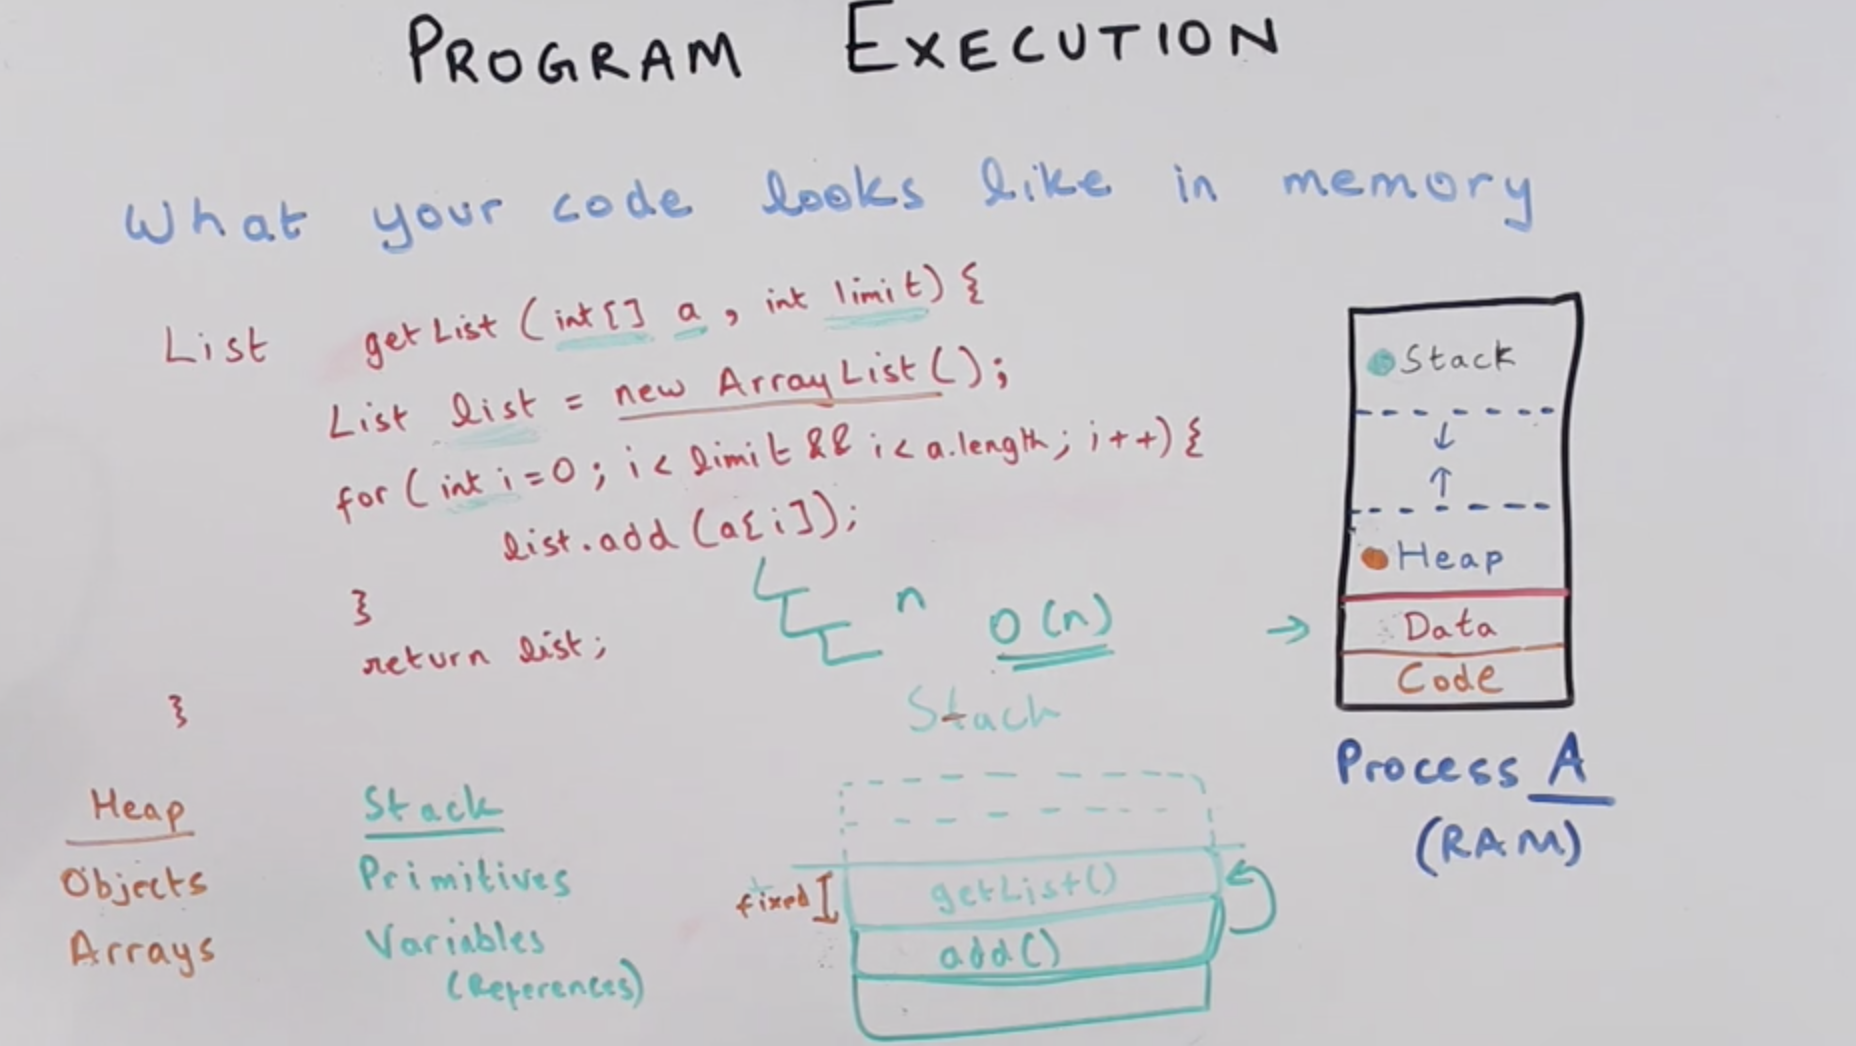 PROGRAM EXECUTION
What your code looks like in memory
List getList (int[] a, int limit) {
List list = new ArrayList();
for (int i=0; i< limit && i< a.length; i++) {
list.add (a[i]);
}
return list;
}
n
O(n)
Stack
Heap
Data
Code
Process A
(RAM)
Heap
Objects
Arrays
Stack
Primitives
Variables
(References)
Stack
fixed
getList()
add()